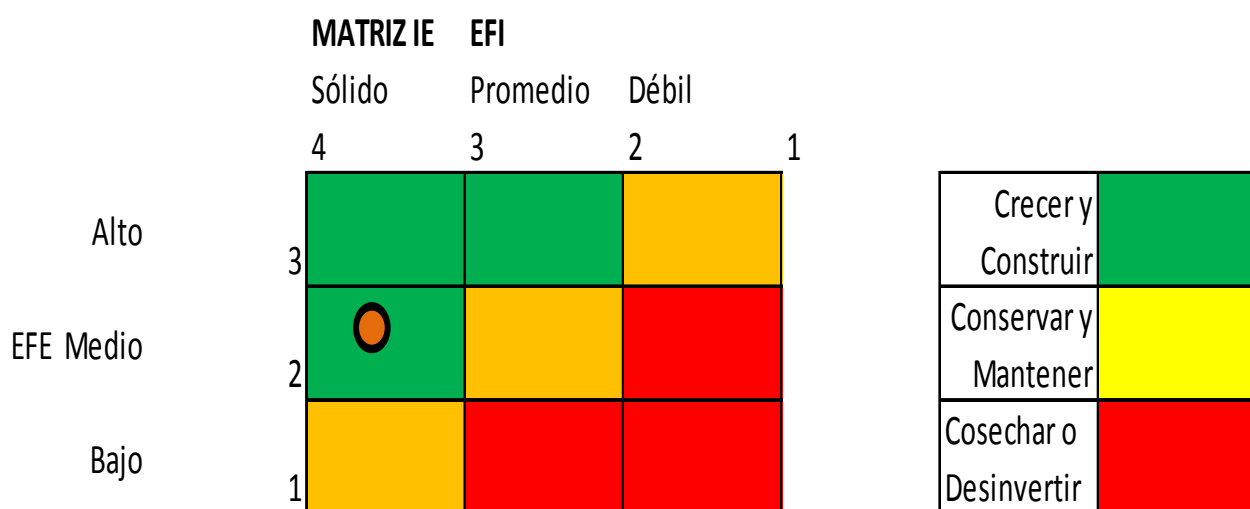 MATRIZ IE EFI
Sólido Promedio Débil
4 3 2 1
Alto
3
EFE Medio
2
Bajo
1
Crecer y
Construir
Conservar y
Mantener
Cosechar o
Desinvertir